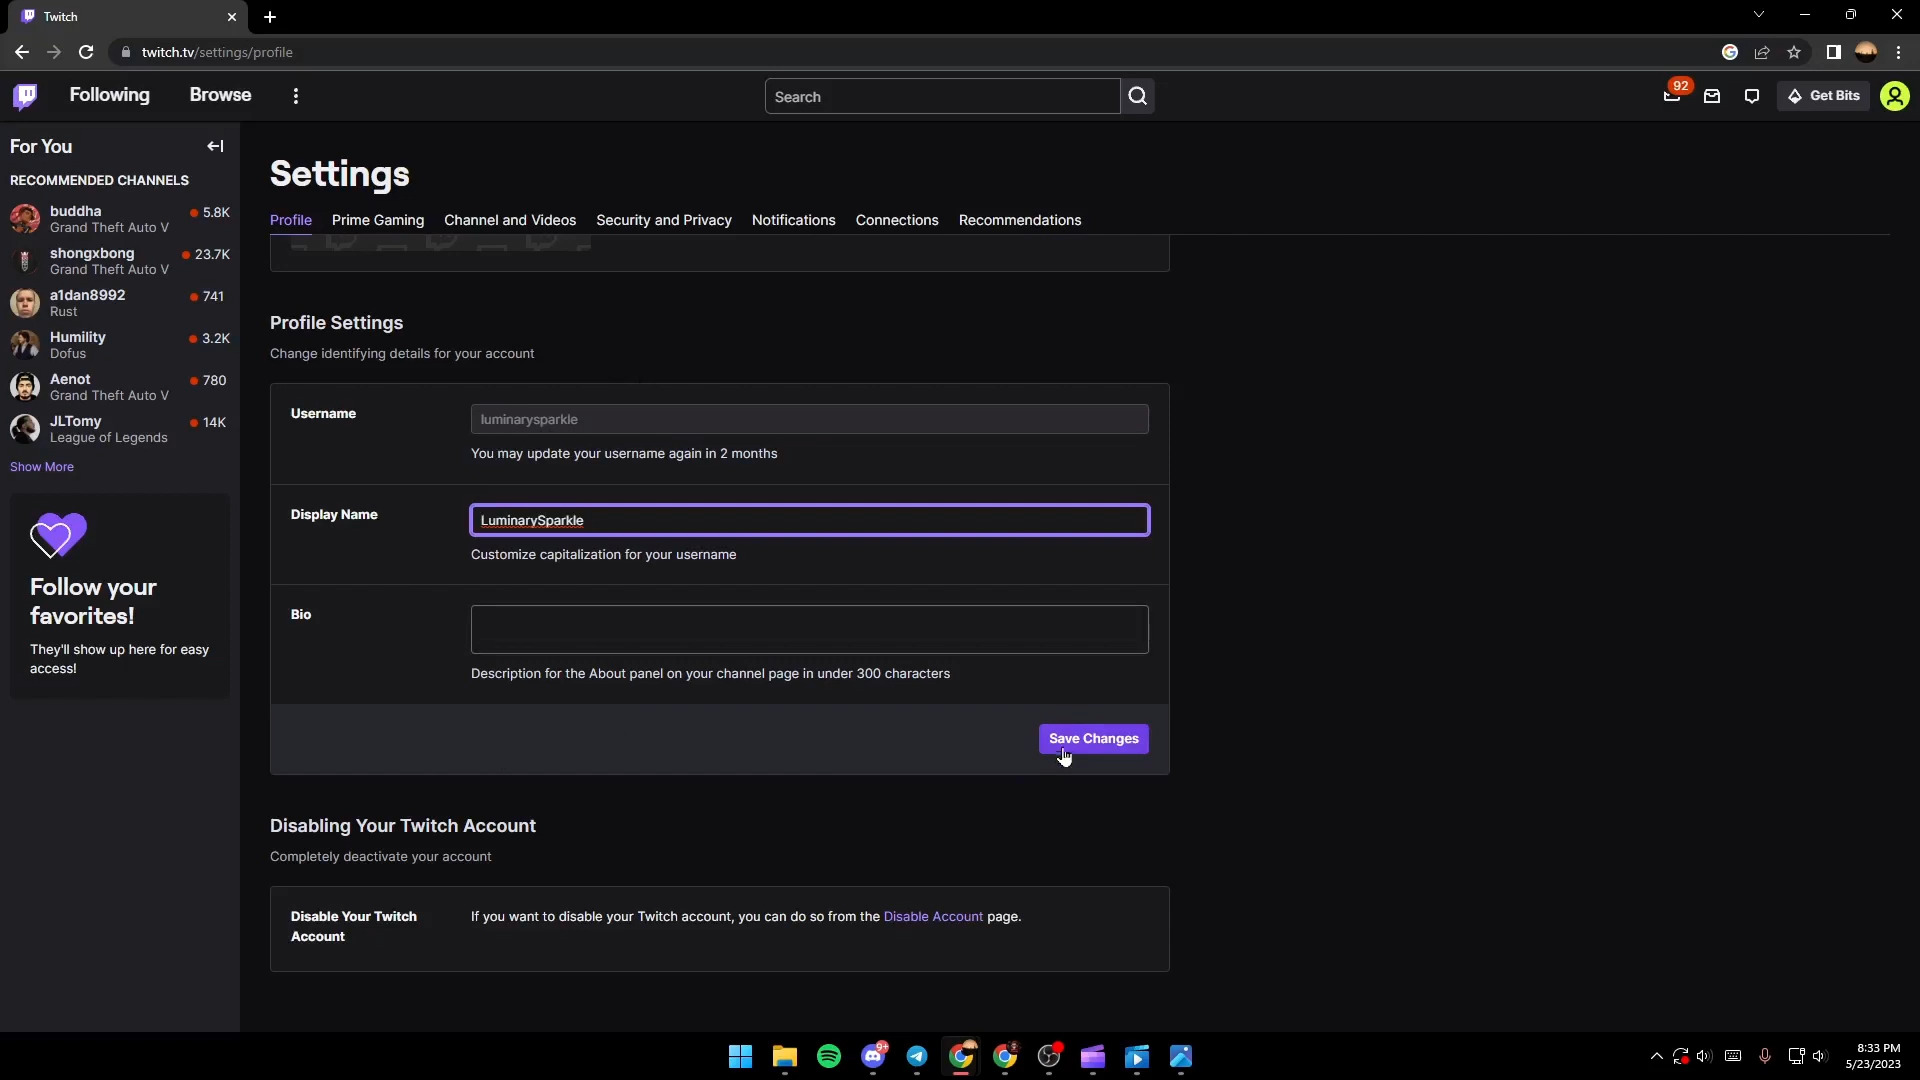 Twitch
twitch.tv/settings/profile
Following
Browse
Search
92
Get Bits
For You
RECOMMENDED CHANNELS
buddha
5.8K
Grand Theft Auto V
shongxbong
23.7K
Grand Theft Auto V
a1dan8992
741
Rust
Humility
3.2K
Dofus
Aenot
780
Grand Theft Auto V
JLTomy
14K
League of Legends
Show More
Follow your
favorites!
They'll show up here for easy
access!
Settings
Profile Prime Gaming Channel and Videos Security and Privacy Notifications Connections Recommendations
Profile Settings
Change identifying details for your account
Username
luminarysparkle
You may update your username again in 2 months
Display Name
LuminarySparkle
Customize capitalization for your username
Bio
Description for the About panel on your channel page in under 300 characters
Save Changes
Disabling Your Twitch Account
Completely deactivate your account
Disable Your Twitch
Account
If you want to disable your Twitch account, you can do so from the Disable Account page.
9+
8:33 PM
5/23/2023